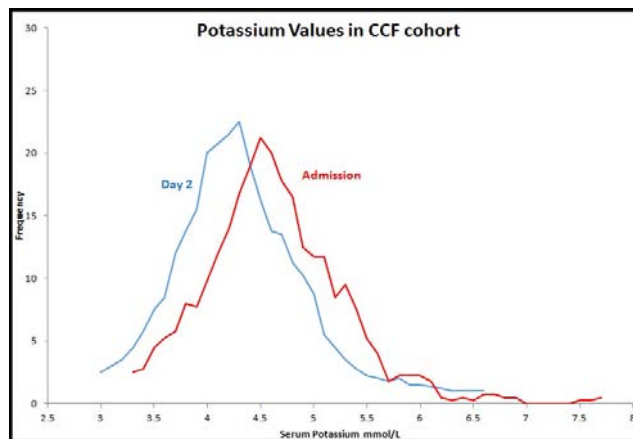 Potassium Values in CCF cohort
30
25
20
15
10
5
0
Frequency
Day 2
Admission
2.5 3 3.5 4 4.5 5 5.5 6 6.5 7 7.5 8
Serum Potassium mmol/L